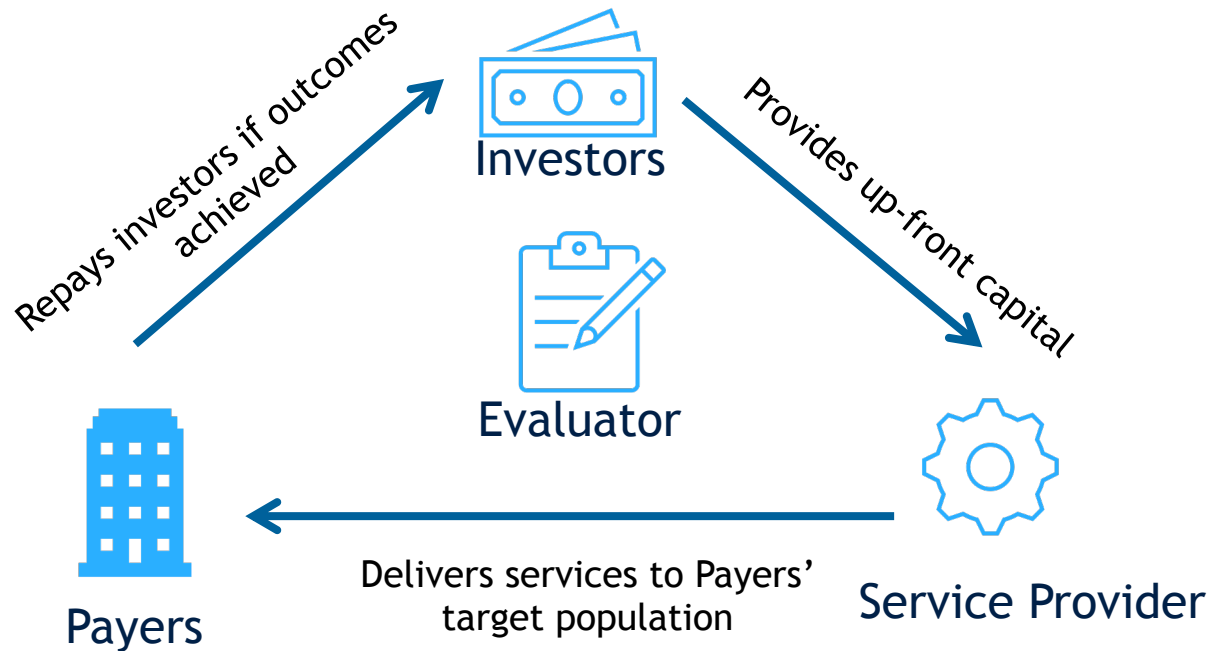 Repays investors if outcomes
achieved
Investors
Provides up-front capital
Evaluator
Payers
Delivers services to Payers’
target population
Service Provider